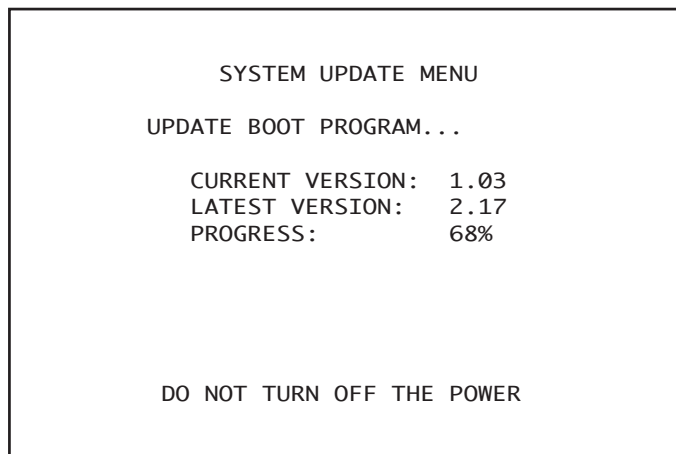 SYSTEM UPDATE MENU
UPDATE BOOT PROGRAM...
CURRENT VERSION: 1.03
LATEST VERSION: 2.17
PROGRESS: 68%
DO NOT TURN OFF THE POWER